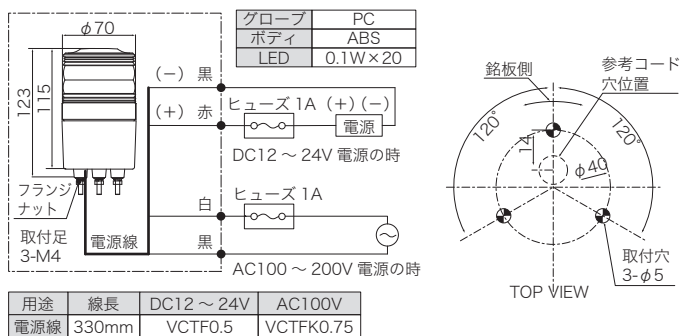 φ70
グローブ PC
ボディ ABS
LED 0.1W×20
123
115
(−) 黒
(+) 赤
ヒューズ 1A (+) (−)
電源
DC12 ~ 24V 電源の時
フランジ
ナット
取付足
3-M4
電源線
白
ヒューズ 1A
黒
AC100 ~ 200V 電源の時
銘板側
参考コード
穴位置
120°
120°
14
φ40
取付穴
3-φ5
TOP VIEW
用途 線長 DC12 ~ 24V AC100V
電源線 330mm VCTF0.5 VCTFK0.75